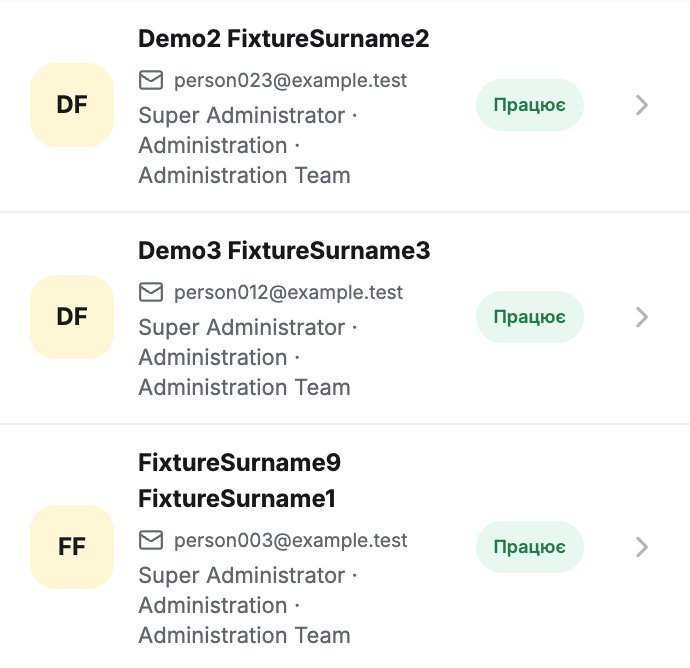 Demo2 FixtureSurname2
DF
person023@example.test
Працює
Super Administrator ·
Administration ·
Administration Team
Demo3 FixtureSurname3
DF
person012@example.test
Працює
Super Administrator ·
Administration ·
Administration Team
FixtureSurname9
FixtureSurname1
FF
person003@example.test
Працює
Super Administrator ·
Administration ·
Administration Team